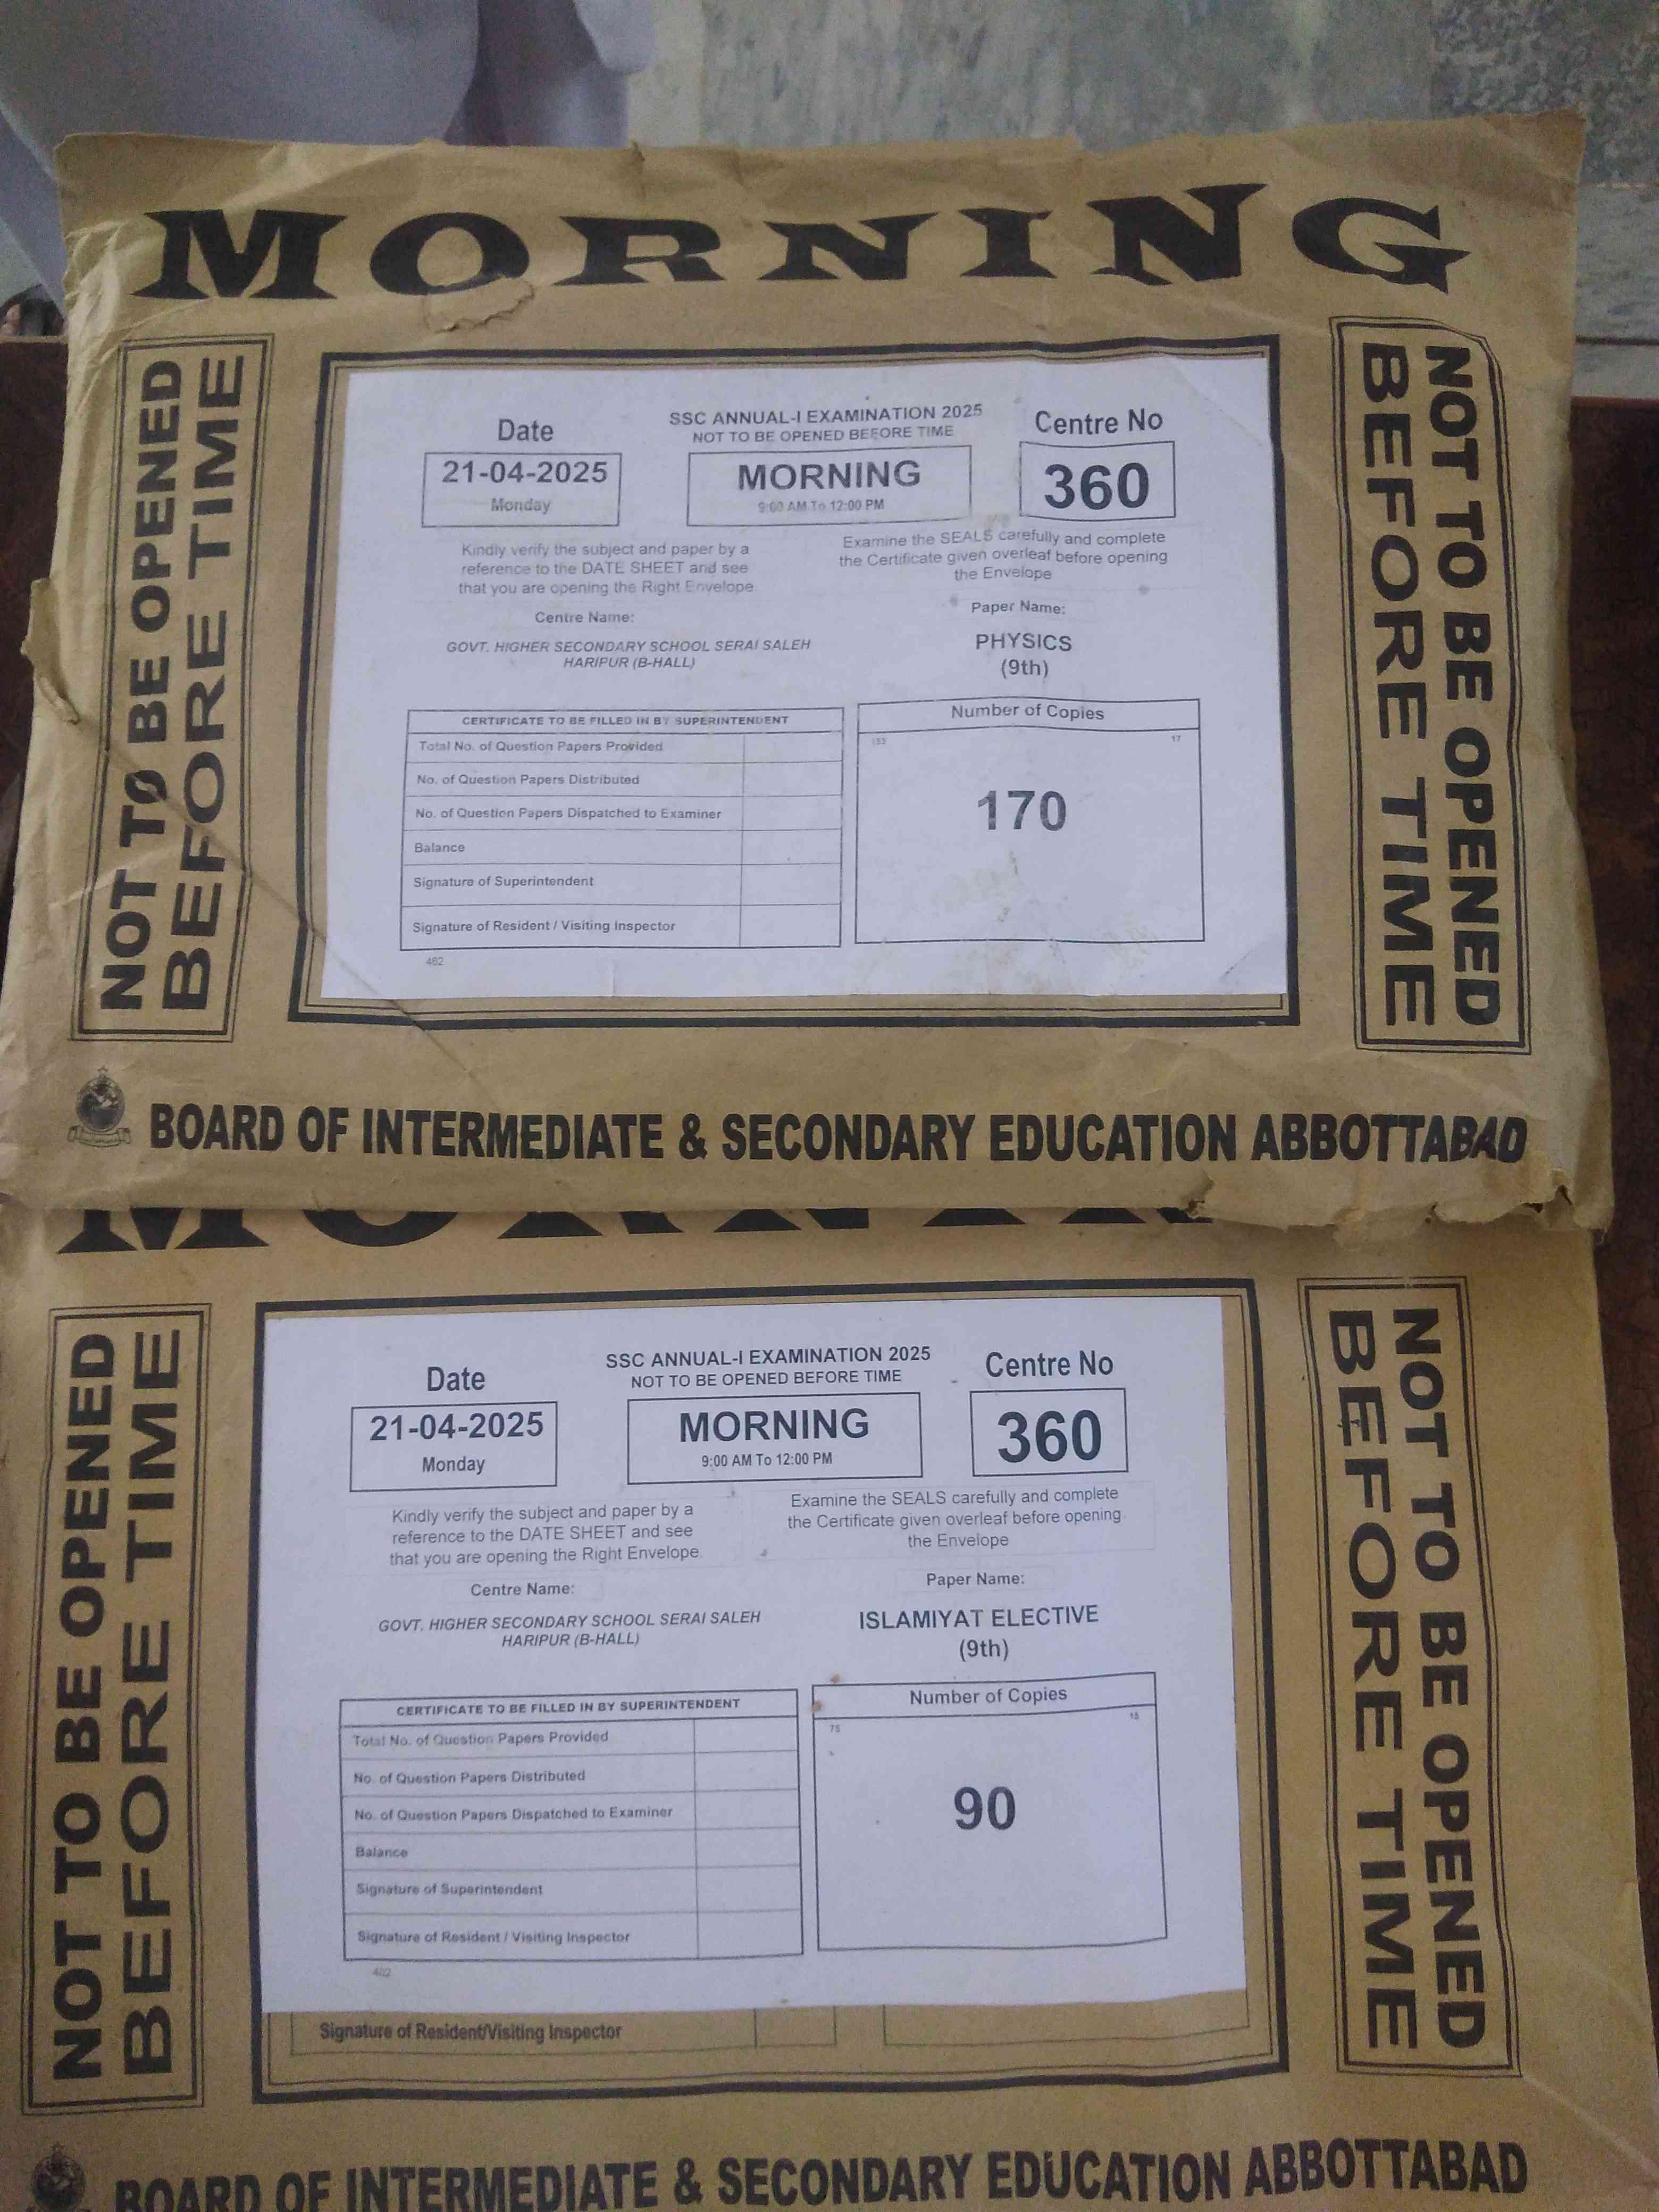 MORNING
NOT TO BE OPENED
BEFORE TIME
NOT TO BE OPENED
BEFORE TIME
SSC ANNUAL-I EXAMINATION 2025
NOT TO BE OPENED BEFORE TIME
Date
21-04-2025
Monday
MORNING
9:00 AM To 12:00 PM
Centre No
360
Kindly verify the subject and paper by a
reference to the DATE SHEET and see
that you are opening the Right Envelope
Examine the SEALS carefully and complete
the Certificate given overleaf before opening
the Envelope
Centre Name:
GOVT. HIGHER SECONDARY SCHOOL SERAI SALEH
HARIPUR (B-HALL)
Paper Name:
PHYSICS
(9th)
CERTIFICATE TO BE FILLED IN BY SUPERINTENDENT
Total No. of Question Papers Provided
No. of Question Papers Distributed
No. of Question Papers Dispatched to Examiner
Balance
Signature of Superintendent
Signature of Resident / Visiting Inspector
462
Number of Copies
153 17
170
BOARD OF INTERMEDIATE & SECONDARY EDUCATION ABBOTTABAD
NOT TO BE OPENED
BEFORE TIME
NOT TO BE OPENED
BEFORE TIME
SSC ANNUAL-I EXAMINATION 2025
NOT TO BE OPENED BEFORE TIME
Date
21-04-2025
Monday
MORNING
9:00 AM To 12:00 PM
Centre No
360
Kindly verify the subject and paper by a
reference to the DATE SHEET and see
that you are opening the Right Envelope
Examine the SEALS carefully and complete
the Certificate given overleaf before opening
the Envelope
Centre Name:
GOVT. HIGHER SECONDARY SCHOOL SERAI SALEH
HARIPUR (B-HALL)
Paper Name:
ISLAMIYAT ELECTIVE
(9th)
CERTIFICATE TO BE FILLED IN BY SUPERINTENDENT
Total No. of Question Papers Provided
No. of Question Papers Distributed
No. of Question Papers Dispatched to Examiner
Balance
Signature of Superintendent
Signature of Resident / Visiting Inspector
Number of Copies
75 15
90
Signature of Resident/Visiting Inspector
BOARD OF INTERMEDIATE & SECONDARY EDUCATION ABBOTTABAD